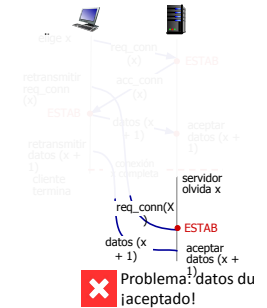 elige x
req_conn
(x)
ESTAB
retransmitir
req_conn
(x)
acc_conn
(x)
ESTAB
datos (x
+ 1)
aceptar
datos (x +
1)
retransmitir
datos (x +
1)
conexión
completa
cliente
termina
servidor
olvida x
req_conn(X
)
ESTAB
datos (x
+ 1)
aceptar
datos (x +
1)
Problema: datos du
¡aceptado!